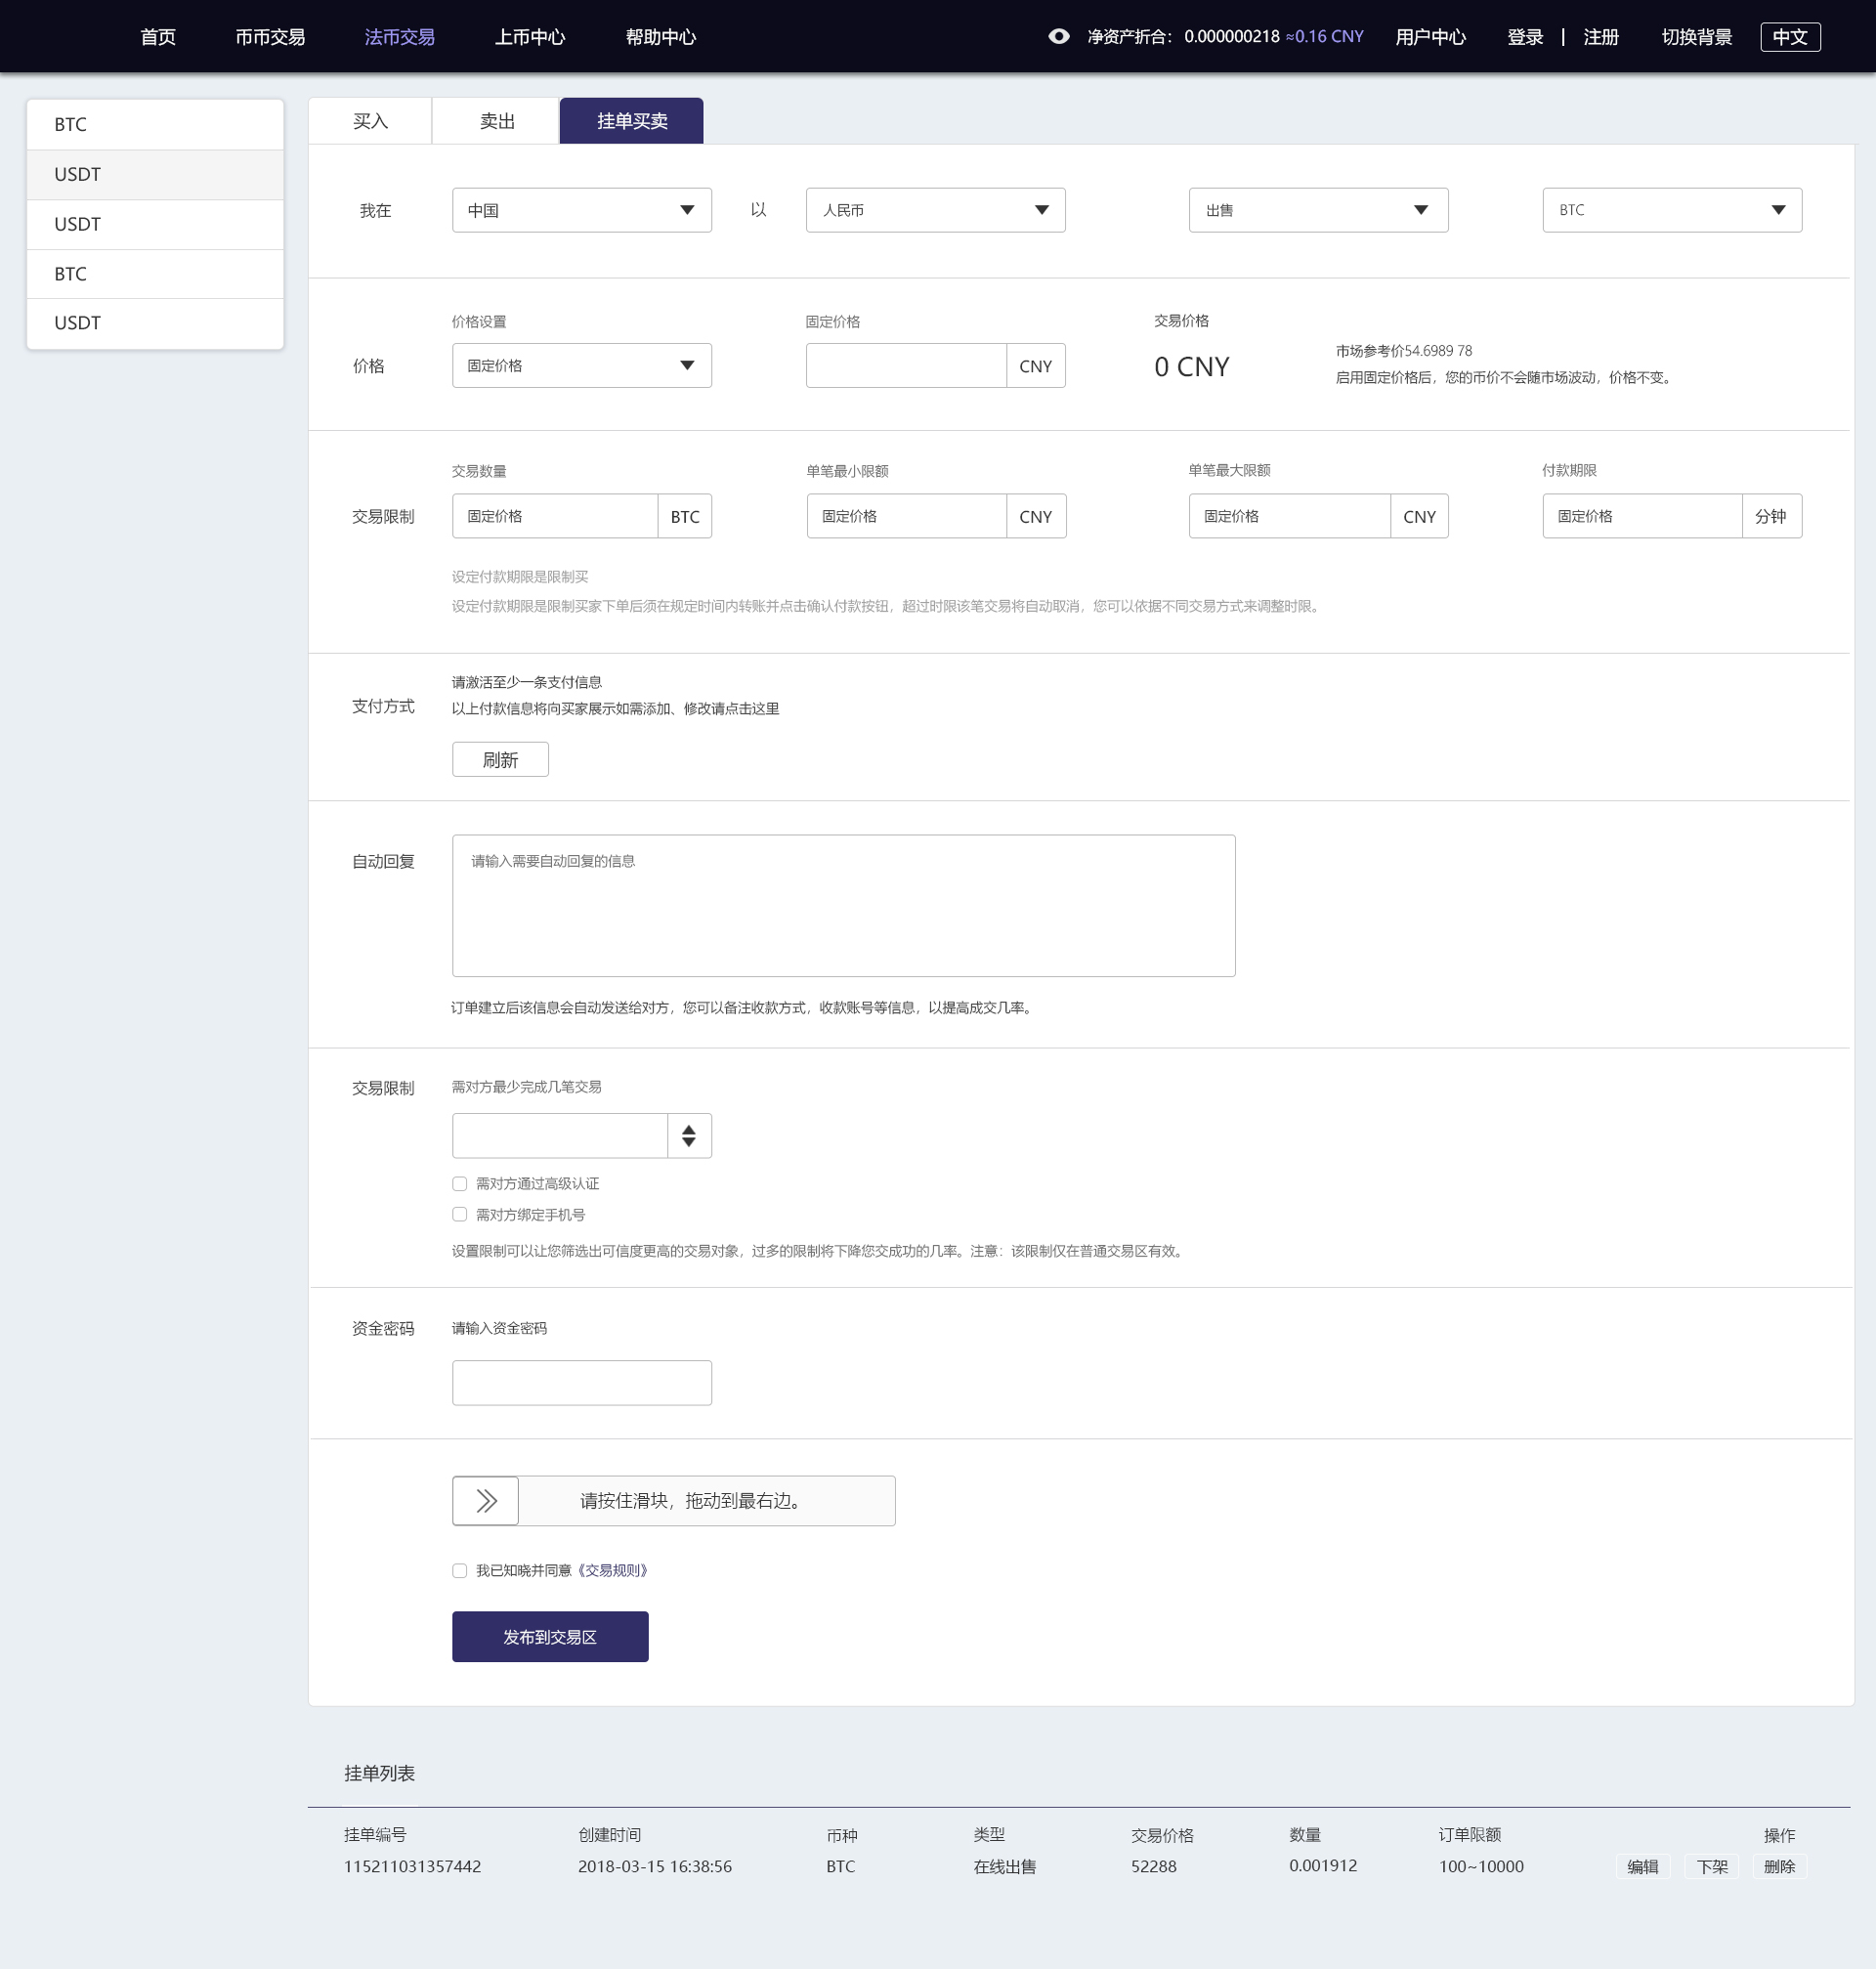 首页 币币交易 法币交易 上币中心 帮助中心 净资产折合：0.000000218 ≈0.16 CNY 用户中心 登录 | 注册 切换背景 中文
BTC
USDT
USDT
BTC
USDT
买入 卖出 挂单买卖
我在 中国 以 人民币 出售 BTC
价格设置 固定价格 交易价格
价格 固定价格 CNY 0 CNY
市场参考价54.6989 78
启用固定价格后，您的币价不会随市场波动，价格不变。
交易数量 单笔最小限额 单笔最大限额 付款期限
交易限制 固定价格 BTC 固定价格 CNY 固定价格 CNY 固定价格 分钟
设定付款期限是限制买
设定付款期限是限制买家下单后须在规定时间内转账并点击确认付款按钮，超过时限该笔交易将自动取消，您可以依据不同交易方式来调整时限。
支付方式
请激活至少一条支付信息
以上付款信息将向买家展示如需添加、修改请点击这里
刷新
自动回复 请输入需要自动回复的信息
订单建立后该信息会自动发送给对方，您可以备注收款方式，收款账号等信息，以提高成交几率。
交易限制 需对方最少完成几笔交易
需对方通过高级认证
需对方绑定手机号
设置限制可以让您筛选出可信度更高的交易对象，过多的限制将下降您交成功的几率。注意：该限制仅在普通交易区有效。
资金密码 请输入资金密码
请按住滑块，拖动到最右边。
我已知晓并同意《交易规则》
发布到交易区
挂单列表
挂单编号 创建时间 币种 类型 交易价格 数量 订单限额 操作
115211031357442 2018-03-15 16:38:56 BTC 在线出售 52288 0.001912 100~10000 编辑 下架 删除